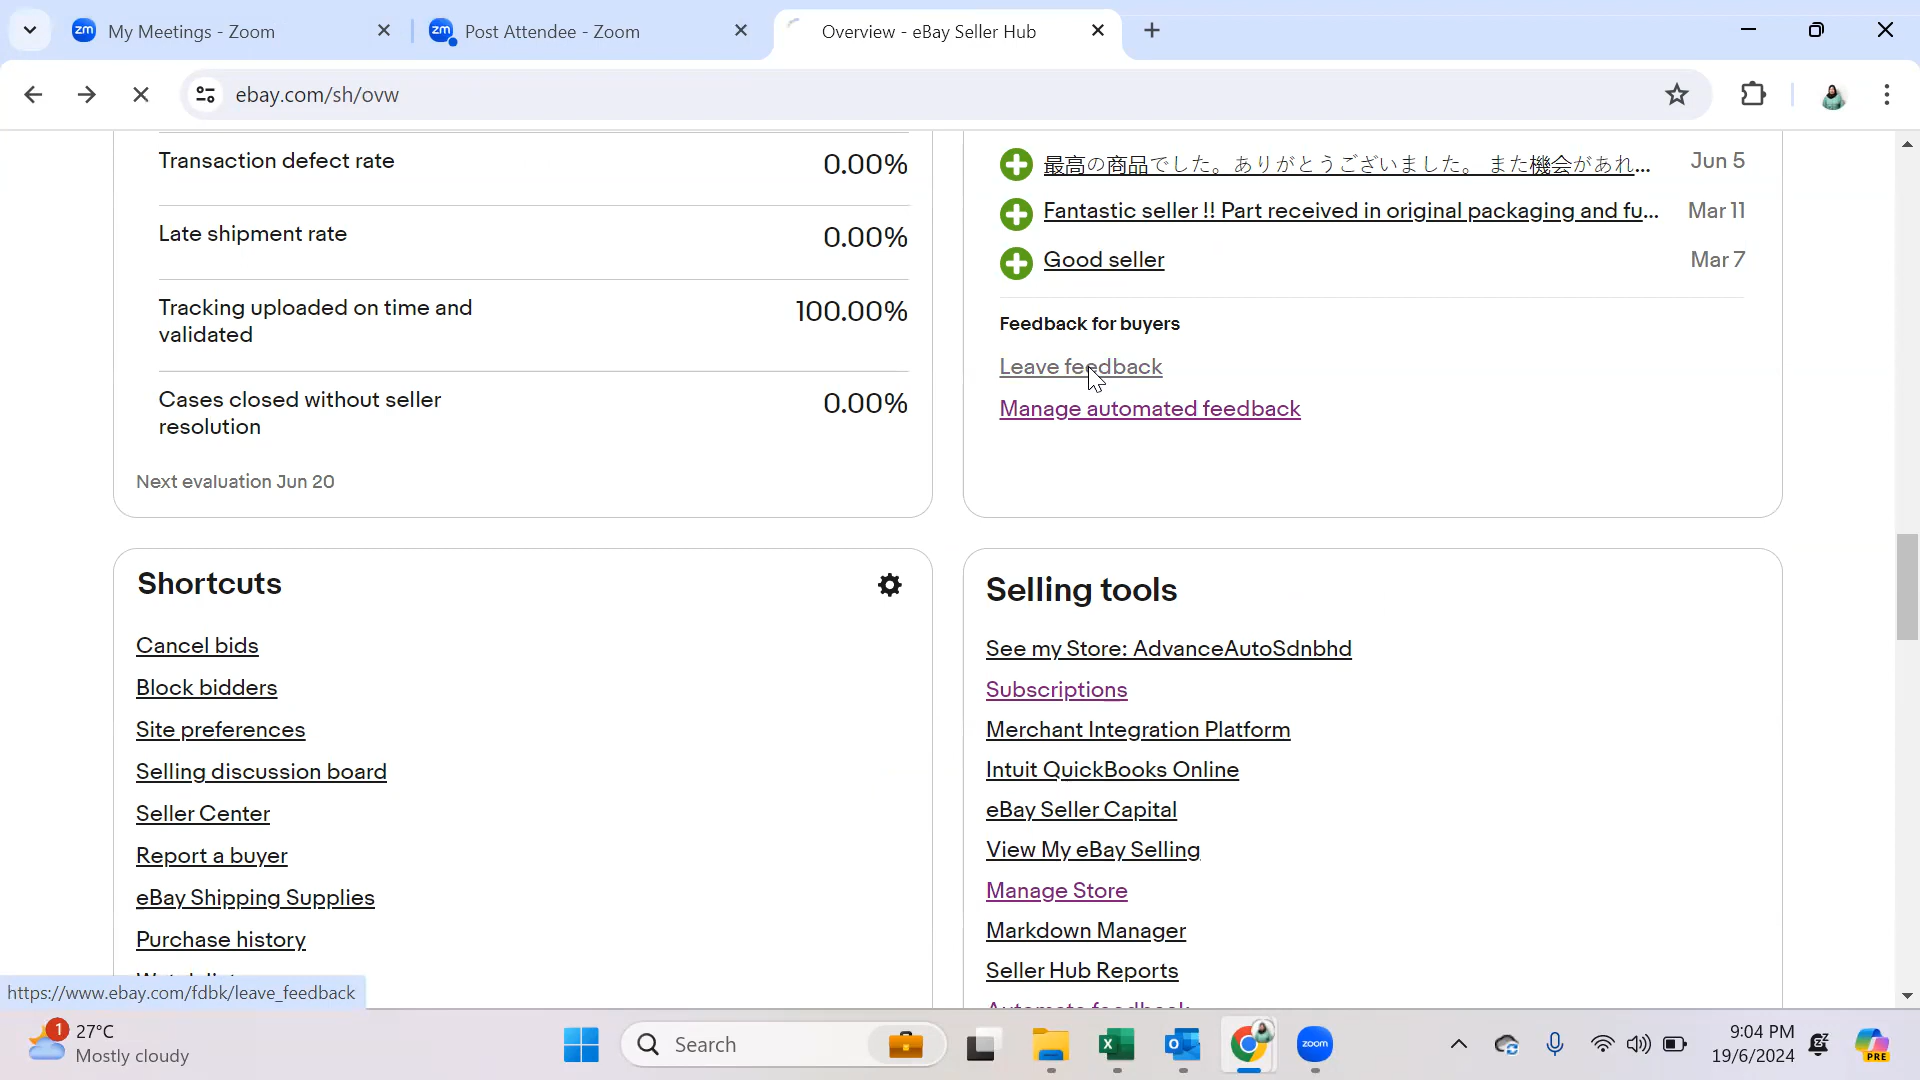 My Meetings - Zoom
Post Attendee - Zoom
Overview - eBay Seller Hub
ebay.com/sh/ovw
Transaction defect rate
0.00%
Late shipment rate
0.00%
Tracking uploaded on time and
validated
100.00%
Cases closed without seller
resolution
0.00%
Next evaluation Jun 20
最高の商品でした。ありがとうございました。 また機会があれ...
Jun 5
Fantastic seller !! Part received in original packaging and fu...
Mar 11
Good seller
Mar 7
Feedback for buyers
Leave feedback
Manage automated feedback
Shortcuts
Cancel bids
Block bidders
Site preferences
Selling discussion board
Seller Center
Report a buyer
eBay Shipping Supplies
Purchase history
Selling tools
See my Store: AdvanceAutoSdnbhd
Subscriptions
Merchant Integration Platform
Intuit QuickBooks Online
eBay Seller Capital
View My eBay Selling
Manage Store
Markdown Manager
Seller Hub Reports
Automate feedback
https://www.ebay.com/fdbk/leave_feedback
1
27°C
Mostly cloudy
Search
zoom
9:04 PM
19/6/2024
PRE